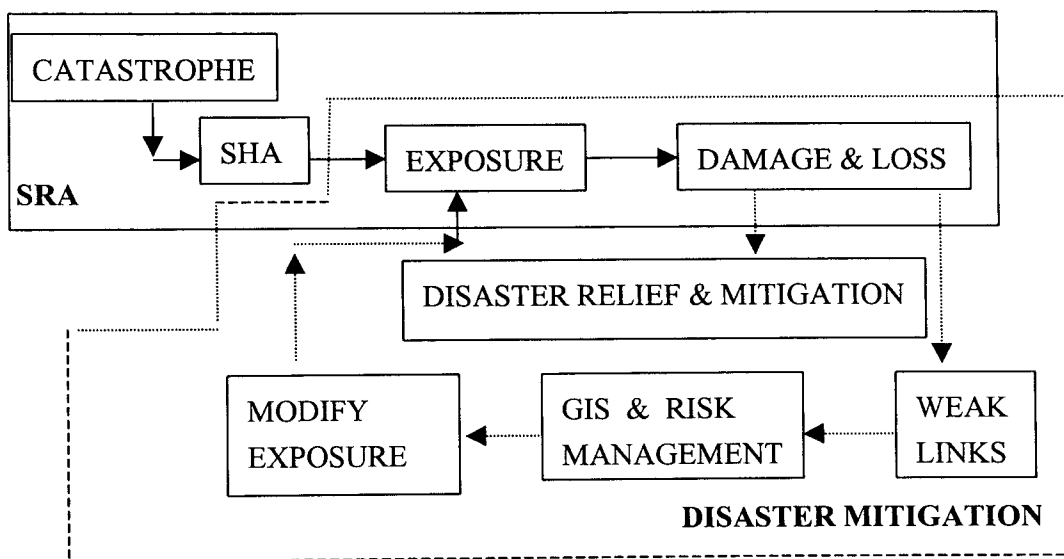 CATASTROPHE
SHA
EXPOSURE
DAMAGE & LOSS
SRA
DISASTER RELIEF & MITIGATION
MODIFY
EXPOSURE
GIS & RISK
MANAGEMENT
WEAK
LINKS
DISASTER MITIGATION